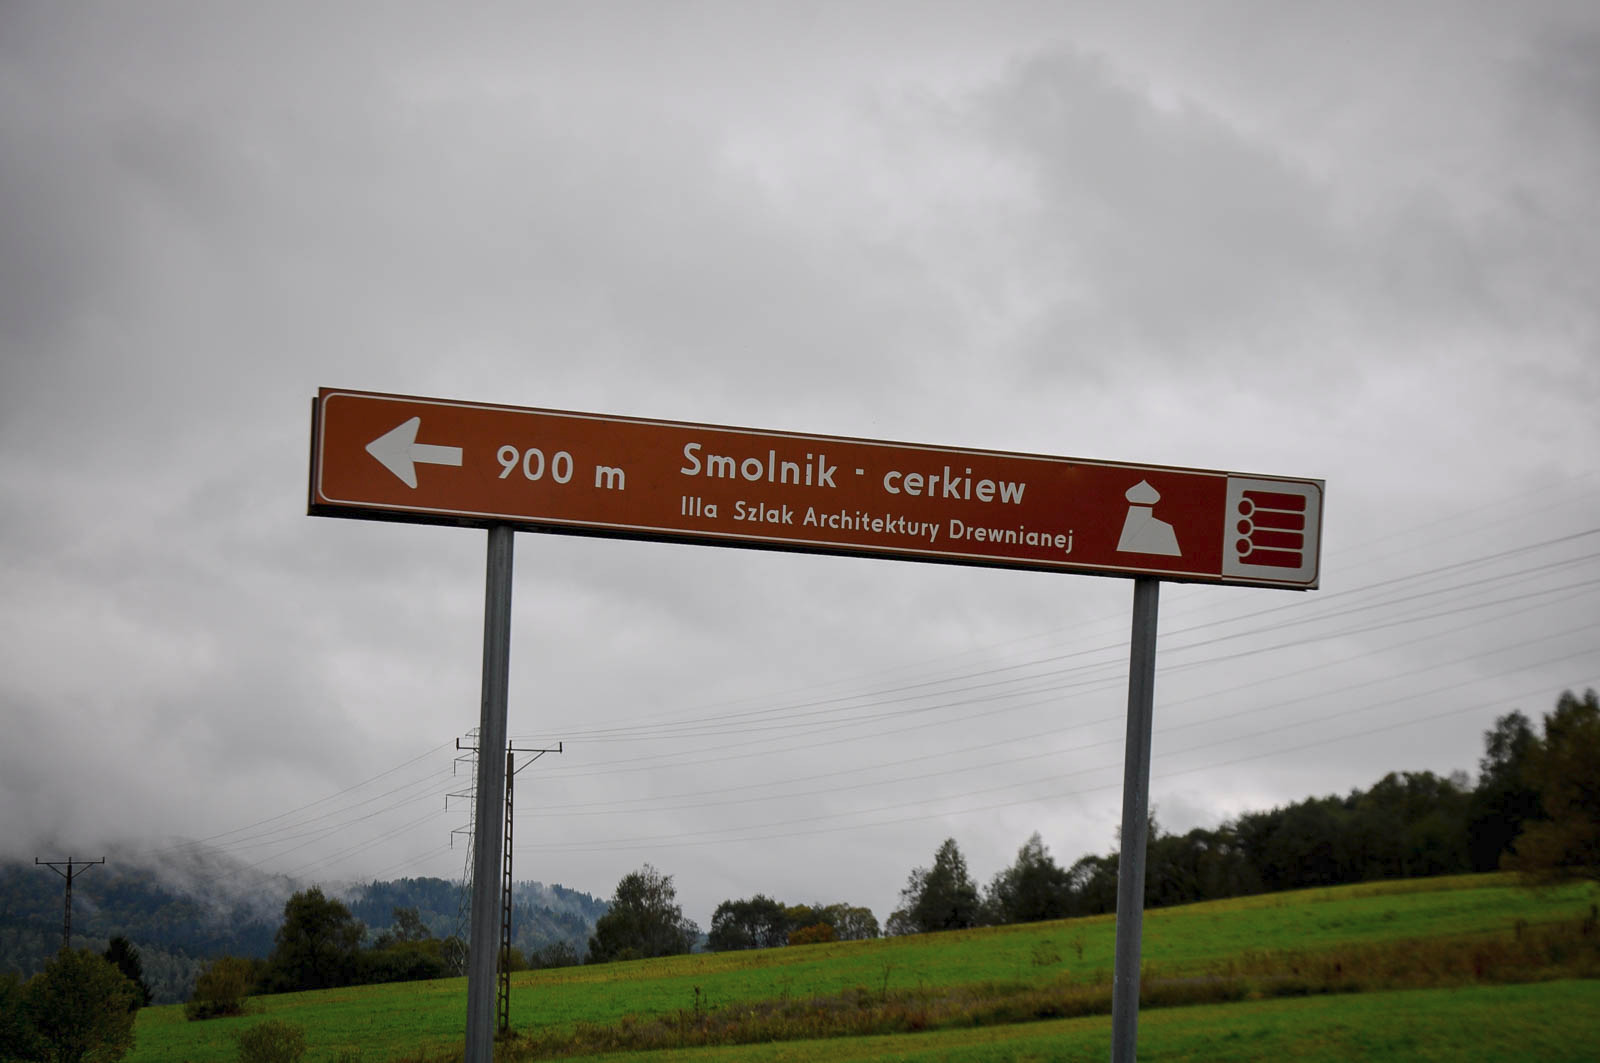 900 m Smolnik - cerkiew
IIIa Szlak Architektury Drewnianej